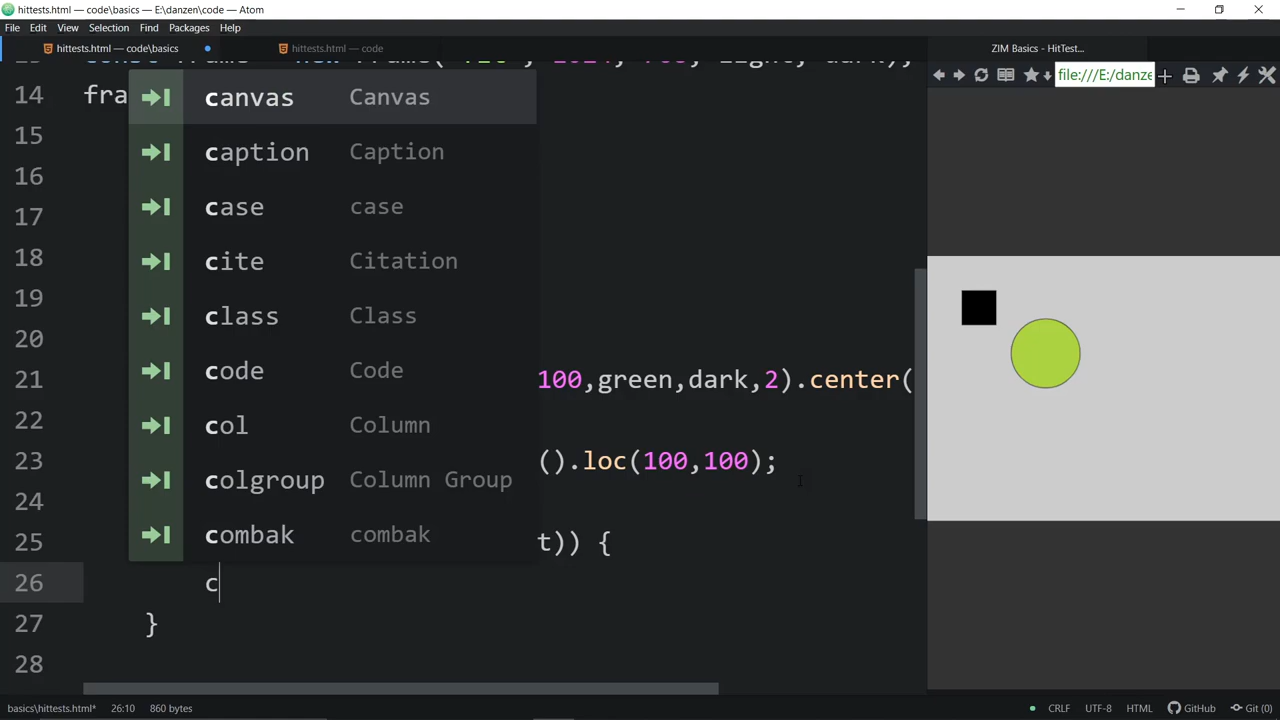 hittests.html — code\basics — E:\danzen\code — Atom
File Edit View Selection Find Packages Help
hittests.html — code\basics
hittests.html — code
ZIM Basics - HitTest...
file:///E:/danze
14 fra
15
16
17
18
19
20
21 100,green,dark,2).center(
22
23 ().loc(100,100);
24
25 t)) {
26 c
27 }
28
canvas Canvas
caption Caption
case case
cite Citation
class Class
code Code
col Column
colgroup Column Group
combak combak
basics\hittests.html* 26:10 860 bytes
CRLF UTF-8 HTML GitHub Git (0)